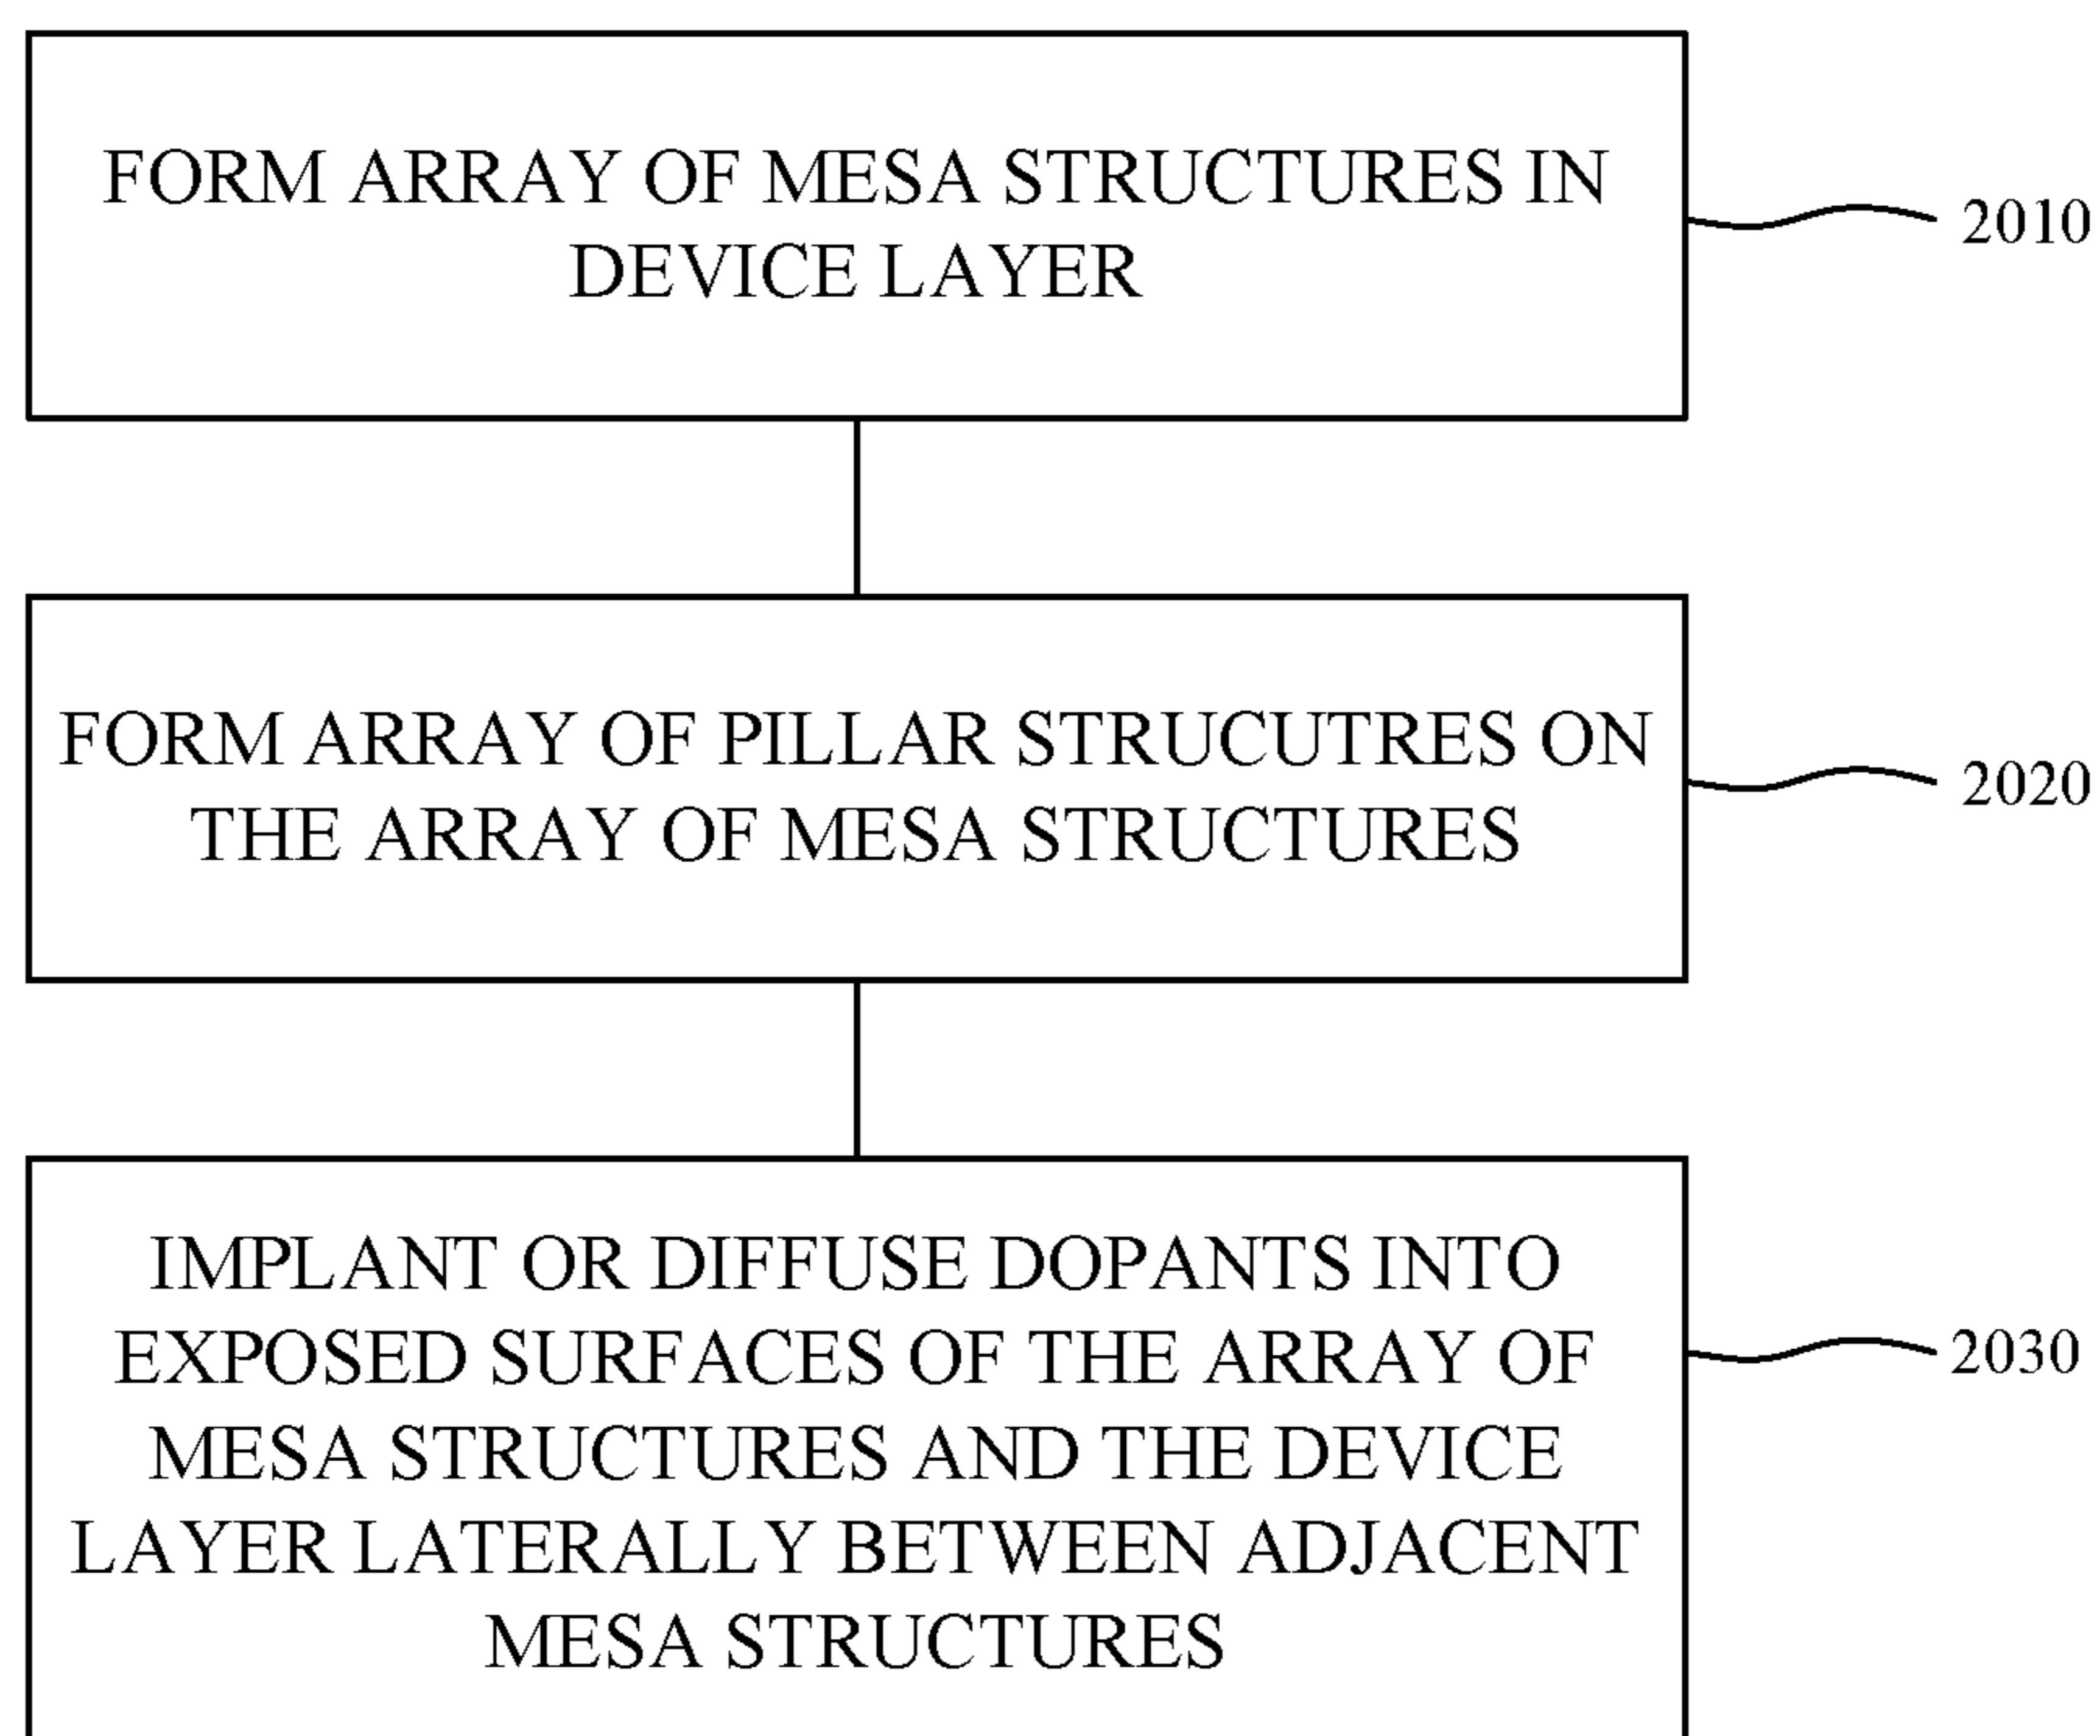 FORM ARRAY OF MESA STRUCTURES IN
DEVICE LAYER
2010
FORM ARRAY OF PILLAR STRUCUTRES ON
THE ARRAY OF MESA STRUCTURES
2020
IMPLANT OR DIFFUSE DOPANTS INTO
EXPOSED SURFACES OF THE ARRAY OF
MESA STRUCTURES AND THE DEVICE
LAYER LATERALLY BETWEEN ADJACENT
MESA STRUCTURES
2030